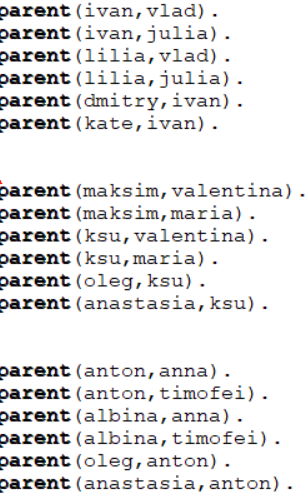 parent(ivan,vlad).
parent(ivan,julia).
parent(lilia,vlad).
parent(lilia,julia).
parent(dmitry,ivan).
parent(kate,ivan).
parent(maksim,valentina).
parent(maksim,maria).
parent(ksu,valentina).
parent(ksu,maria).
parent(oleg,ksu).
parent(anastasia,ksu).
parent(anton,anna).
parent(anton,timofei).
parent(albina,anna).
parent(albina,timofei).
parent(oleg,anton).
parent(anastasia,anton).